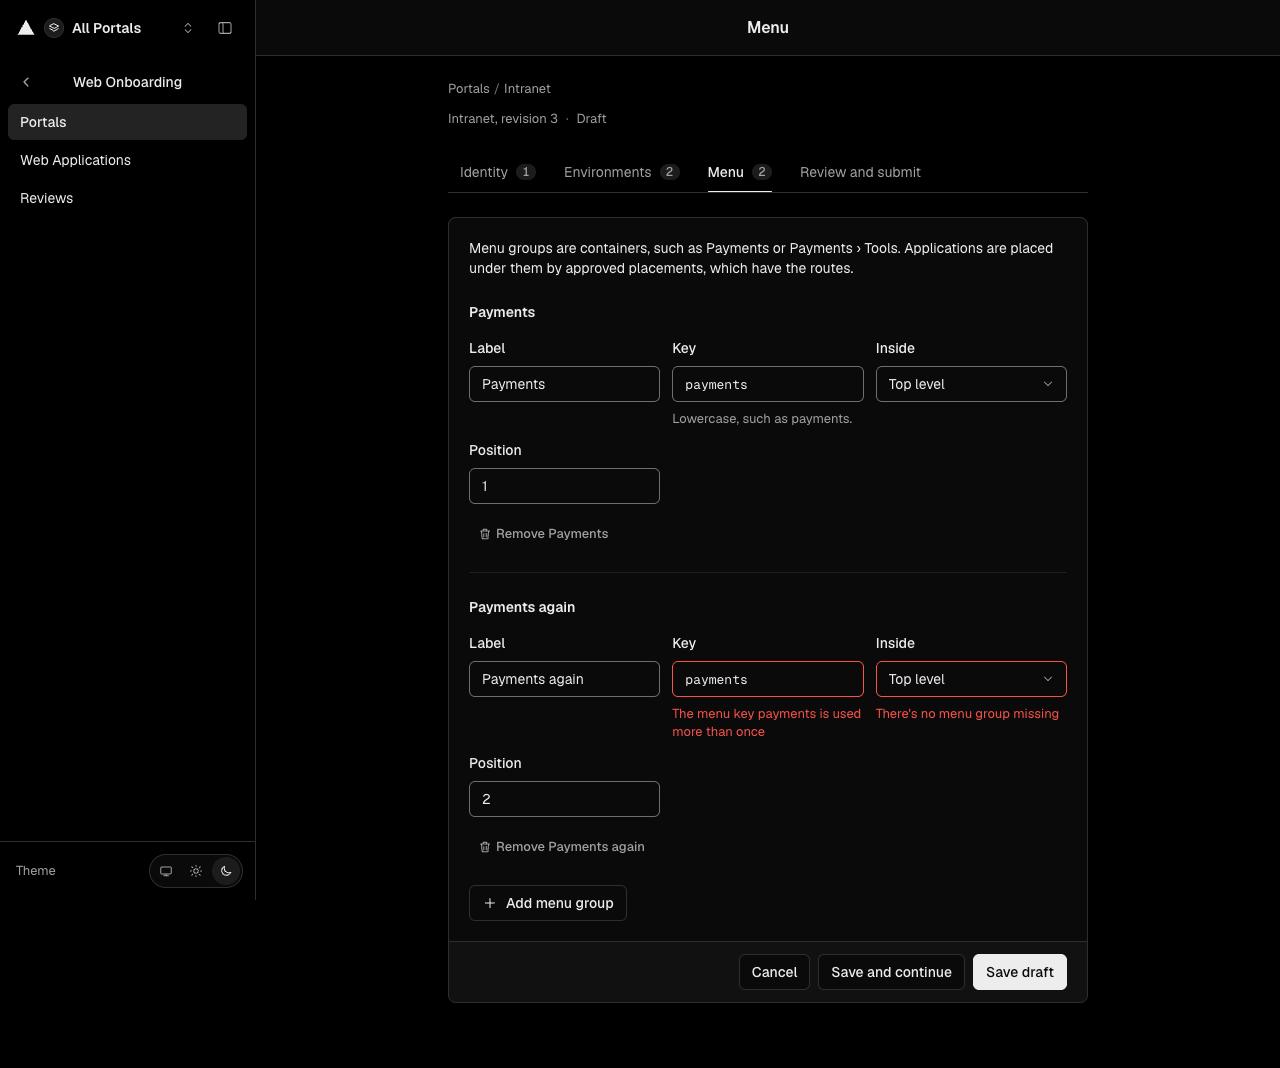 All Portals
Menu
Web Onboarding
Portals
Web Applications
Reviews
Theme
Portals / Intranet
Intranet, revision 3 · Draft
Identity 1 Environments 2 Menu 2 Review and submit
Menu groups are containers, such as Payments or Payments › Tools. Applications are placed
under them by approved placements, which have the routes.
Payments
Label Key Inside
Payments payments Top level
Lowercase, such as payments.
Position
1
Remove Payments
Payments again
Label Key Inside
Payments again payments Top level
The menu key payments is used There's no menu group missing
more than once
Position
2
Remove Payments again
Add menu group
Cancel Save and continue Save draft